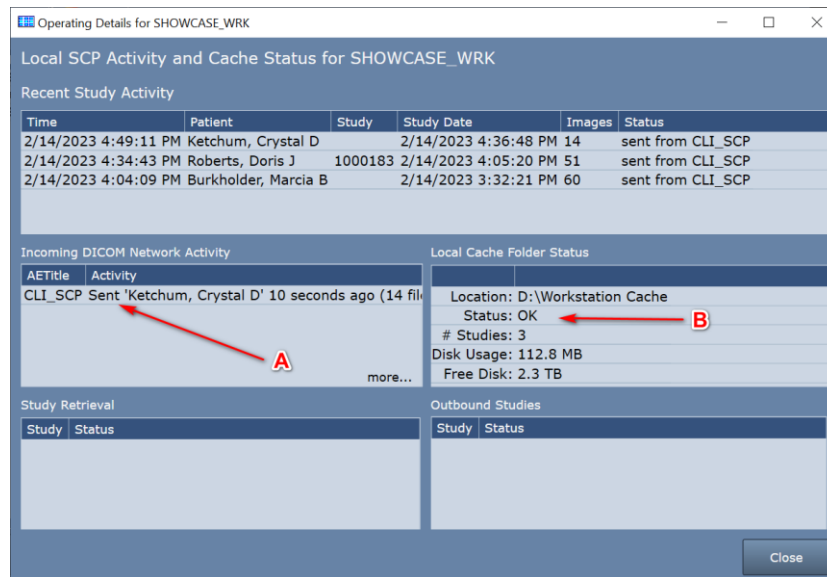 Operating Details for SHOWCASE_WRK
Local SCP Activity and Cache Status for SHOWCASE_WRK
Recent Study Activity
Time Patient Study Study Date Images Status
2/14/2023 4:49:11 PM Ketchum, Crystal D 2/14/2023 4:36:48 PM 14 sent from CLI_SCP
2/14/2023 4:34:43 PM Roberts, Doris J 1000183 2/14/2023 4:05:20 PM 51 sent from CLI_SCP
2/14/2023 4:04:09 PM Burkholder, Marcia B 2/14/2023 3:32:21 PM 60 sent from CLI_SCP
Incoming DICOM Network Activity
AETitle Activity
CLI_SCP Sent 'Ketchum, Crystal D' 10 seconds ago (14 fil
A
more...
Local Cache Folder Status
Location: D:\Workstation Cache
Status: OK
B
# Studies: 3
Disk Usage: 112.8 MB
Free Disk: 2.3 TB
Study Retrieval
Study Status
Outbound Studies
Study Status
Close